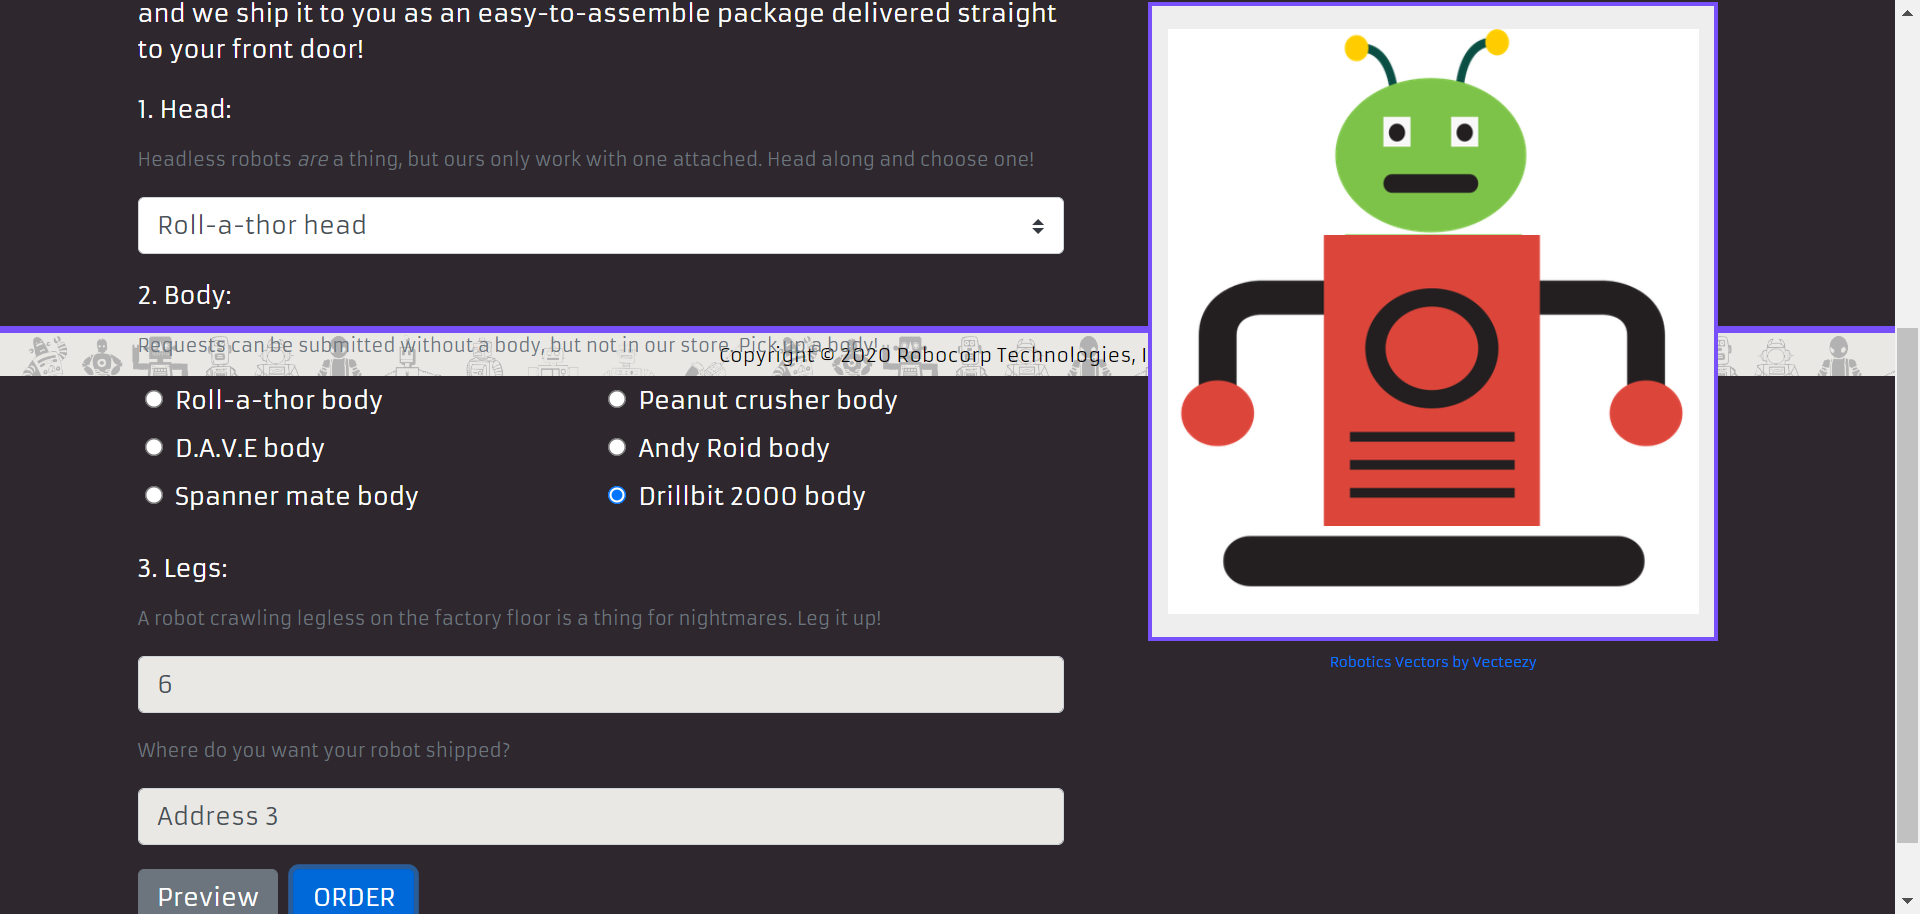 and we ship it to you as an easy-to-assemble package delivered straight
to your front door!
1. Head:
Headless robots are a thing, but ours only work with one attached. Head along and choose one!
Roll-a-thor head
2. Body:
Requests can be submitted without a body, but not in our store. Pick up a body!
Copyright © 2020 Robocorp Technologies, I
Roll-a-thor body
Peanut crusher body
D.A.V.E body
Andy Roid body
Spanner mate body
Drillbit 2000 body
3. Legs:
A robot crawling legless on the factory floor is a thing for nightmares. Leg it up!
6
Where do you want your robot shipped?
Address 3
Preview
ORDER
Robotics Vectors by Vecteezy